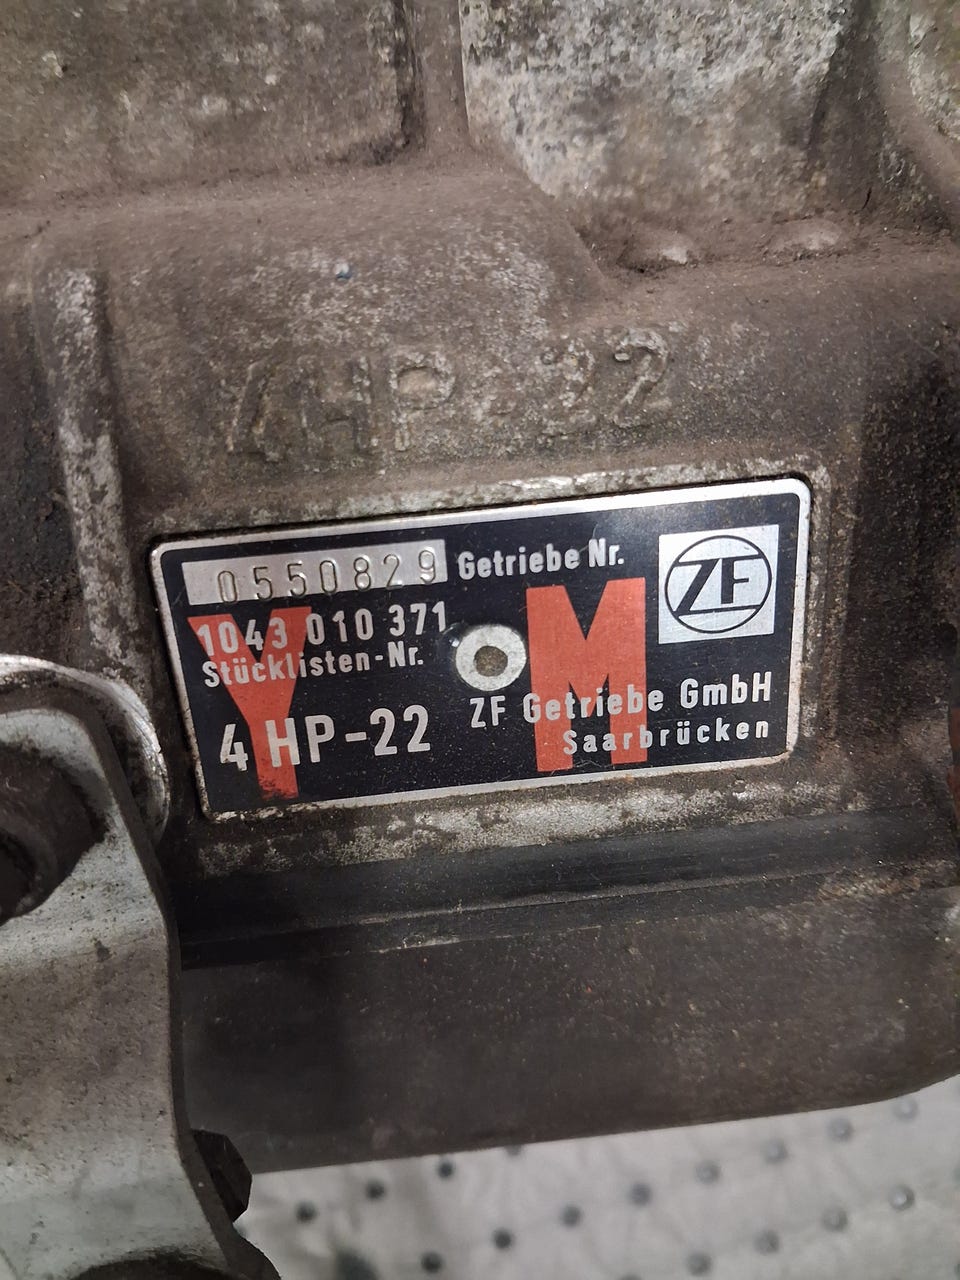 4HP-22
0550829 Getriebe Nr.
ZF
1043 010 371
Stücklisten-Nr.
Y M
4 HP-22
ZF Getriebe GmbH
Saarbrücken